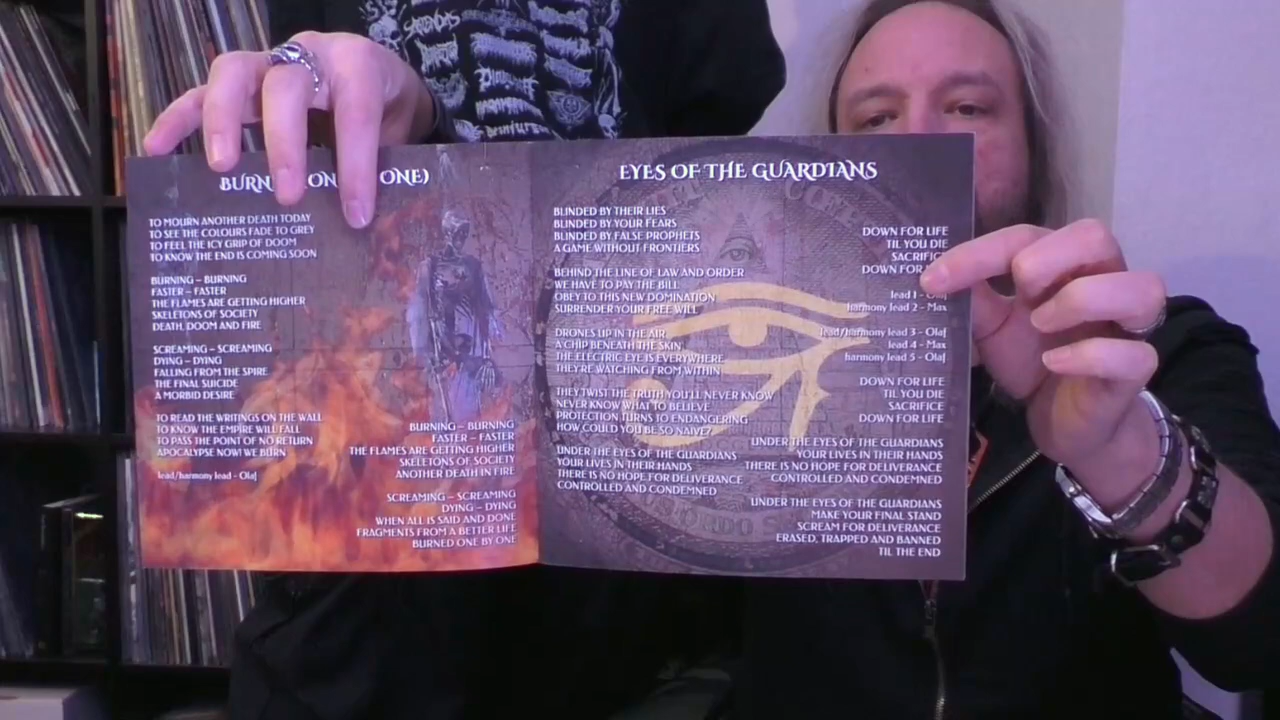 BURN ON ONE)
TO MOURN ANOTHER DEATH TODAY
TO SEE THE COLOURS FADE TO GREY
TO FEEL THE ICY GRIP OF DOOM
TO KNOW THE END IS COMING SOON
BURNING – BURNING
FASTER – FASTER
THE FLAMES ARE GETTING HIGHER
SKELETONS OF SOCIETY
DEATH, DOOM AND FIRE
SCREAMING – SCREAMING
DYING – DYING
FALLING FROM THE SPIRE
THE FINAL SUICIDE
A MORBID DESIRE
TO READ THE WRITINGS ON THE WALL
TO KNOW THE EMPIRE WILL FALL
TO PASS THE POINT OF NO RETURN
APOCALYPSE NOW WE BURN
lead/harmony lead - Olaf
BURNING – BURNING
FASTER – FASTER
THE FLAMES ARE GETTING HIGHER
SKELETONS OF SOCIETY
ANOTHER DEATH IN FIRE
SCREAMING – SCREAMING
DYING – DYING
WHEN ALL IS SAID AND DONE
FRAGMENTS FROM A BETTER LIFE
BURNED ONE BY ONE
EYES OF THE GUARDIANS
BLINDED BY THEIR LIES
BLINDED BY YOUR FEARS
BLINDED BY FALSE PROPHETS
A GAME WITHOUT FRONTIERS
BEHIND THE LINE OF LAW AND ORDER
WE HAVE TO PAY THE BILL
OBEY TO THIS NEW DOMINATION
SURRENDER YOUR FREE WILL
DRONES UP IN THE AIR
A CHIP BENEATH THE SKIN
THE ELECTRIC EYE IS EVERYWHERE
THEY'RE WATCHING FROM WITHIN
THEY TWIST THE TRUTH YOU'LL NEVER KNOW
NEVER KNOW WHAT TO BELIEVE
PROTECTION TURNS TO ENDANGERING
HOW COULD YOU BE SO NAIVE?
UNDER THE EYES OF THE GUARDIANS
YOUR LIVES IN THEIR HANDS
THERE IS NO HOPE FOR DELIVERANCE
CONTROLLED AND CONDEMNED
DOWN FOR LIFE
TIL YOU DIE
SACRIFICE
DOWN FOR
lead 1 - Olaf
harmony lead 2 - Max
lead/harmony lead 3 - Olaf
lead 4 - Max
harmony lead 5 - Olaf
DOWN FOR LIFE
TIL YOU DIE
SACRIFICE
DOWN FOR LIFE
UNDER THE EYES OF THE GUARDIANS
YOUR LIVES IN THEIR HANDS
THERE IS NO HOPE FOR DELIVERANCE
CONTROLLED AND CONDEMNED
UNDER THE EYES OF THE GUARDIANS
MAKE YOUR FINAL STAND
SCREAM FOR DELIVERANCE
ERASED, TRAPPED AND BANNED
TIL THE END